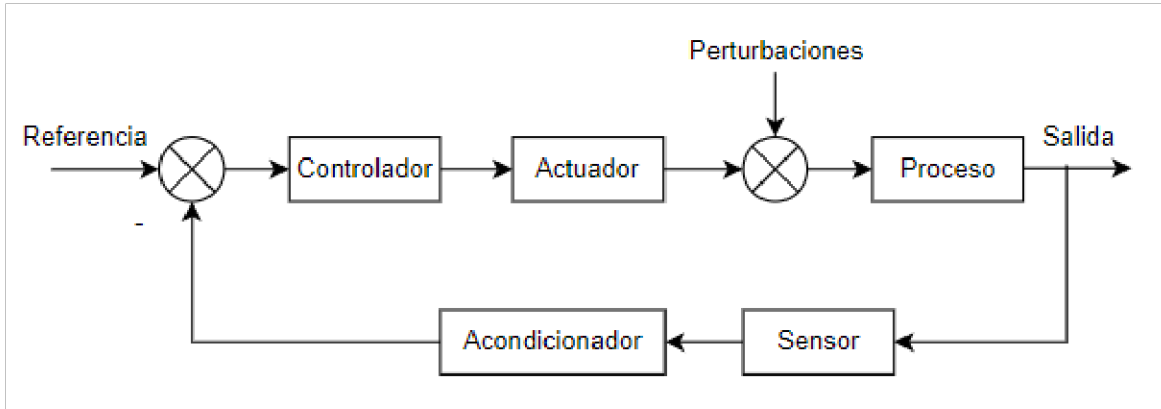 Perturbaciones
Referencia
Controlador
Actuador
Proceso
Salida
-
Acondicionador
Sensor